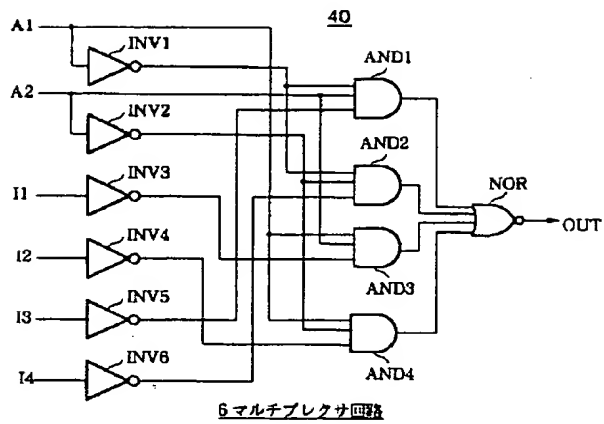 40
A1
INV1
AND1
A2
INV2
AND2
INV3
NOR
I1
OUT
INV4
I2
AND3
INV5
I3
INV6
AND4
I4
6マルチプレクサ回路